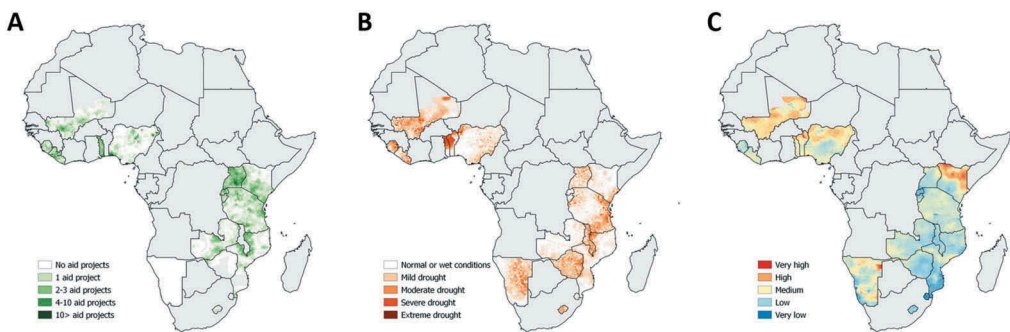 A
B
C
No aid projects
1 aid project
2-3 aid projects
4-10 aid projects
10> aid projects
Normal or wet conditions
Mild drought
Moderate drought
Severe drought
Extreme drought
Very high
High
Medium
Low
Very low